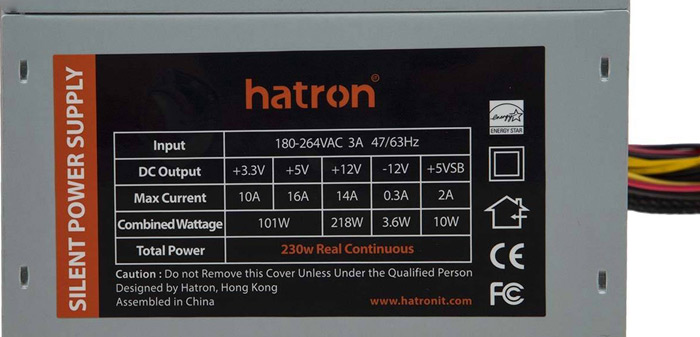 SILENT POWER SUPPLY
hatron®
Input 180-264VAC 3A 47/63Hz
DC Output +3.3V +5V +12V -12V +5VSB
Max Current 10A 16A 14A 0.3A 2A
Combined Wattage 101W 218W 3.6W 10W
Total Power 230w Real Continuous
Caution : Do not Remove this Cover Unless Under the Qualified Person
Designed by Hatron, Hong Kong
Assembled in China
www.hatronit.com
energy
ENERGY STAR
CE
FC